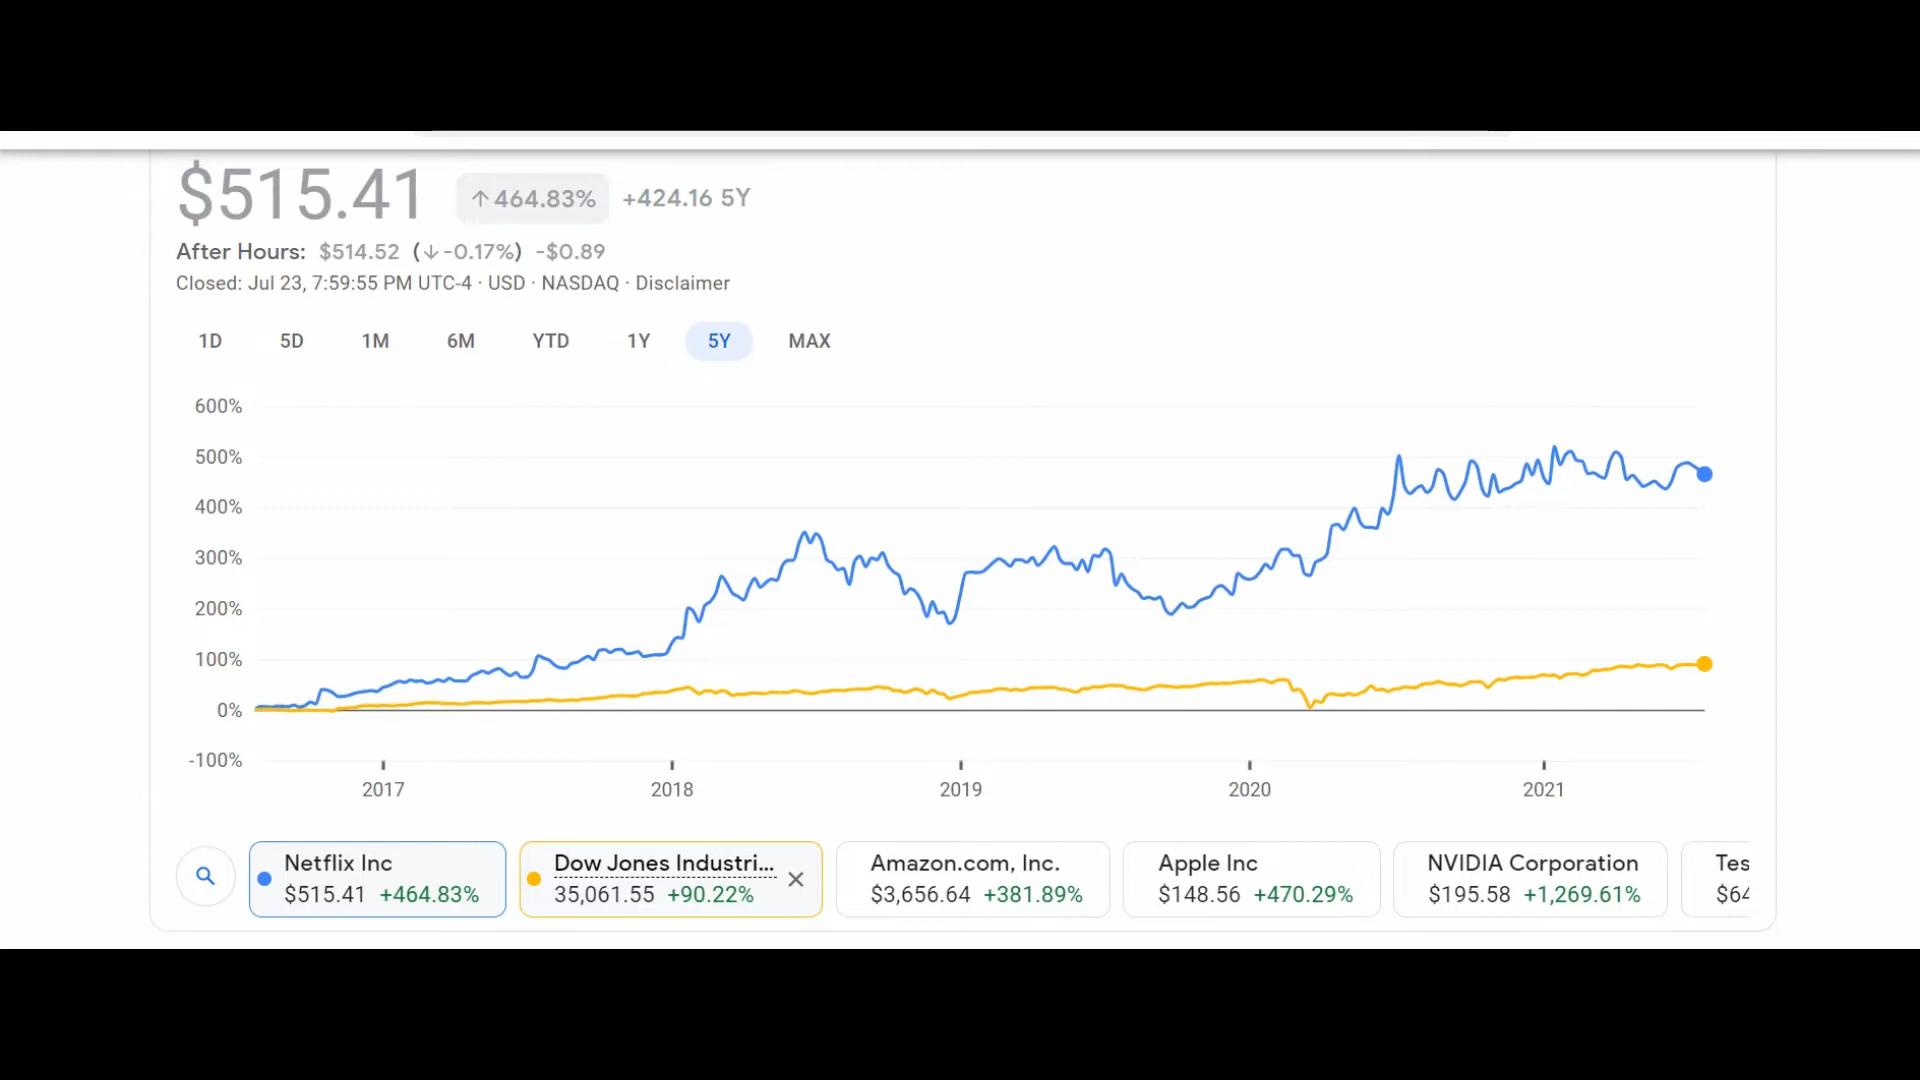 $515.41 ↑464.83% +424.16 5Y
After Hours: $514.52 (↓-0.17%) -$0.89
Closed: Jul 23, 7:59:55 PM UTC-4 · USD · NASDAQ · Disclaimer
1D 5D 1M 6M YTD 1Y 5Y MAX
600%
500%
400%
300%
200%
100%
0%
-100%
2017 2018 2019 2020 2021
Netflix Inc
$515.41 +464.83%
Dow Jones Industri...
35,061.55 +90.22%
Amazon.com, Inc.
$3,656.64 +381.89%
Apple Inc
$148.56 +470.29%
NVIDIA Corporation
$195.58 +1,269.61%
Tes
$64